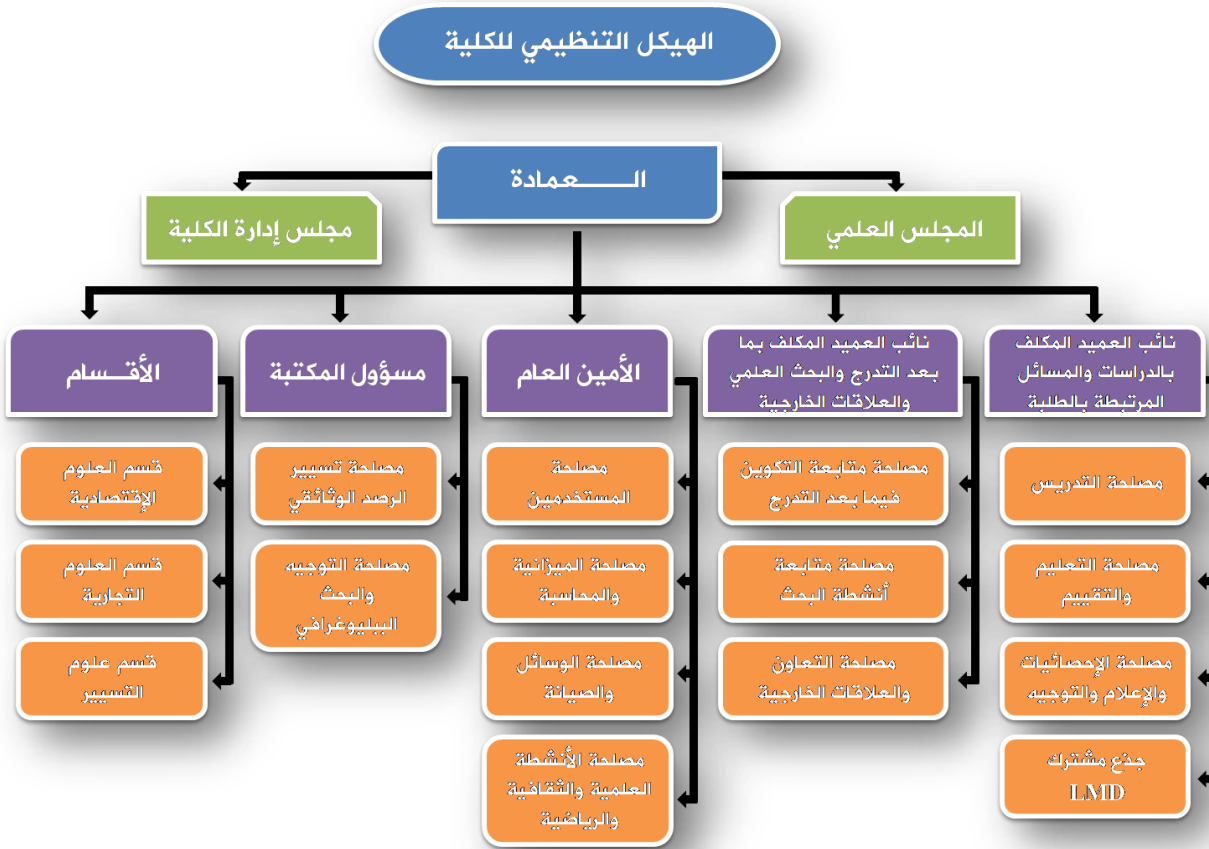 الهيكل التنظيمي للكلية
الـــــعمادة
المجلس العلمي
مجلس إدارة الكلية
نائب العميد المكلف
بالدراسات والمسائل
المرتبطة بالطلبة
مصلحة التدريس
مصلحة التعليم
والتقييم
مصلحة الإحصائيات
والإعلام والتوجيه
جذع مشترك
LMD
نائب العميد المكلف بما
بعد التدرج والبحث العلمي
والعلاقات الخارجية
مصلحة متابعة التكوين
فيما بعد التدرج
مصلحة متابعة
أنشطة البحث
مصلحة التعاون
والعلاقات الخارجية
الأمين العام
مصلحة
المستخدمين
مصلحة الميزانية
والمحاسبة
مصلحة الوسائل
والصيانة
مصلحة الأنشطة
العلمية والثقافية
والرياضية
مسؤول المكتبة
مصلحة تسيير
الرصد الوثائقي
مصلحة التوجيه
والبحث
الببليوغرافي
الأقـــسام
قسم العلوم
الإقتصادية
قسم العلوم
التجارية
قسم علوم
التسيير